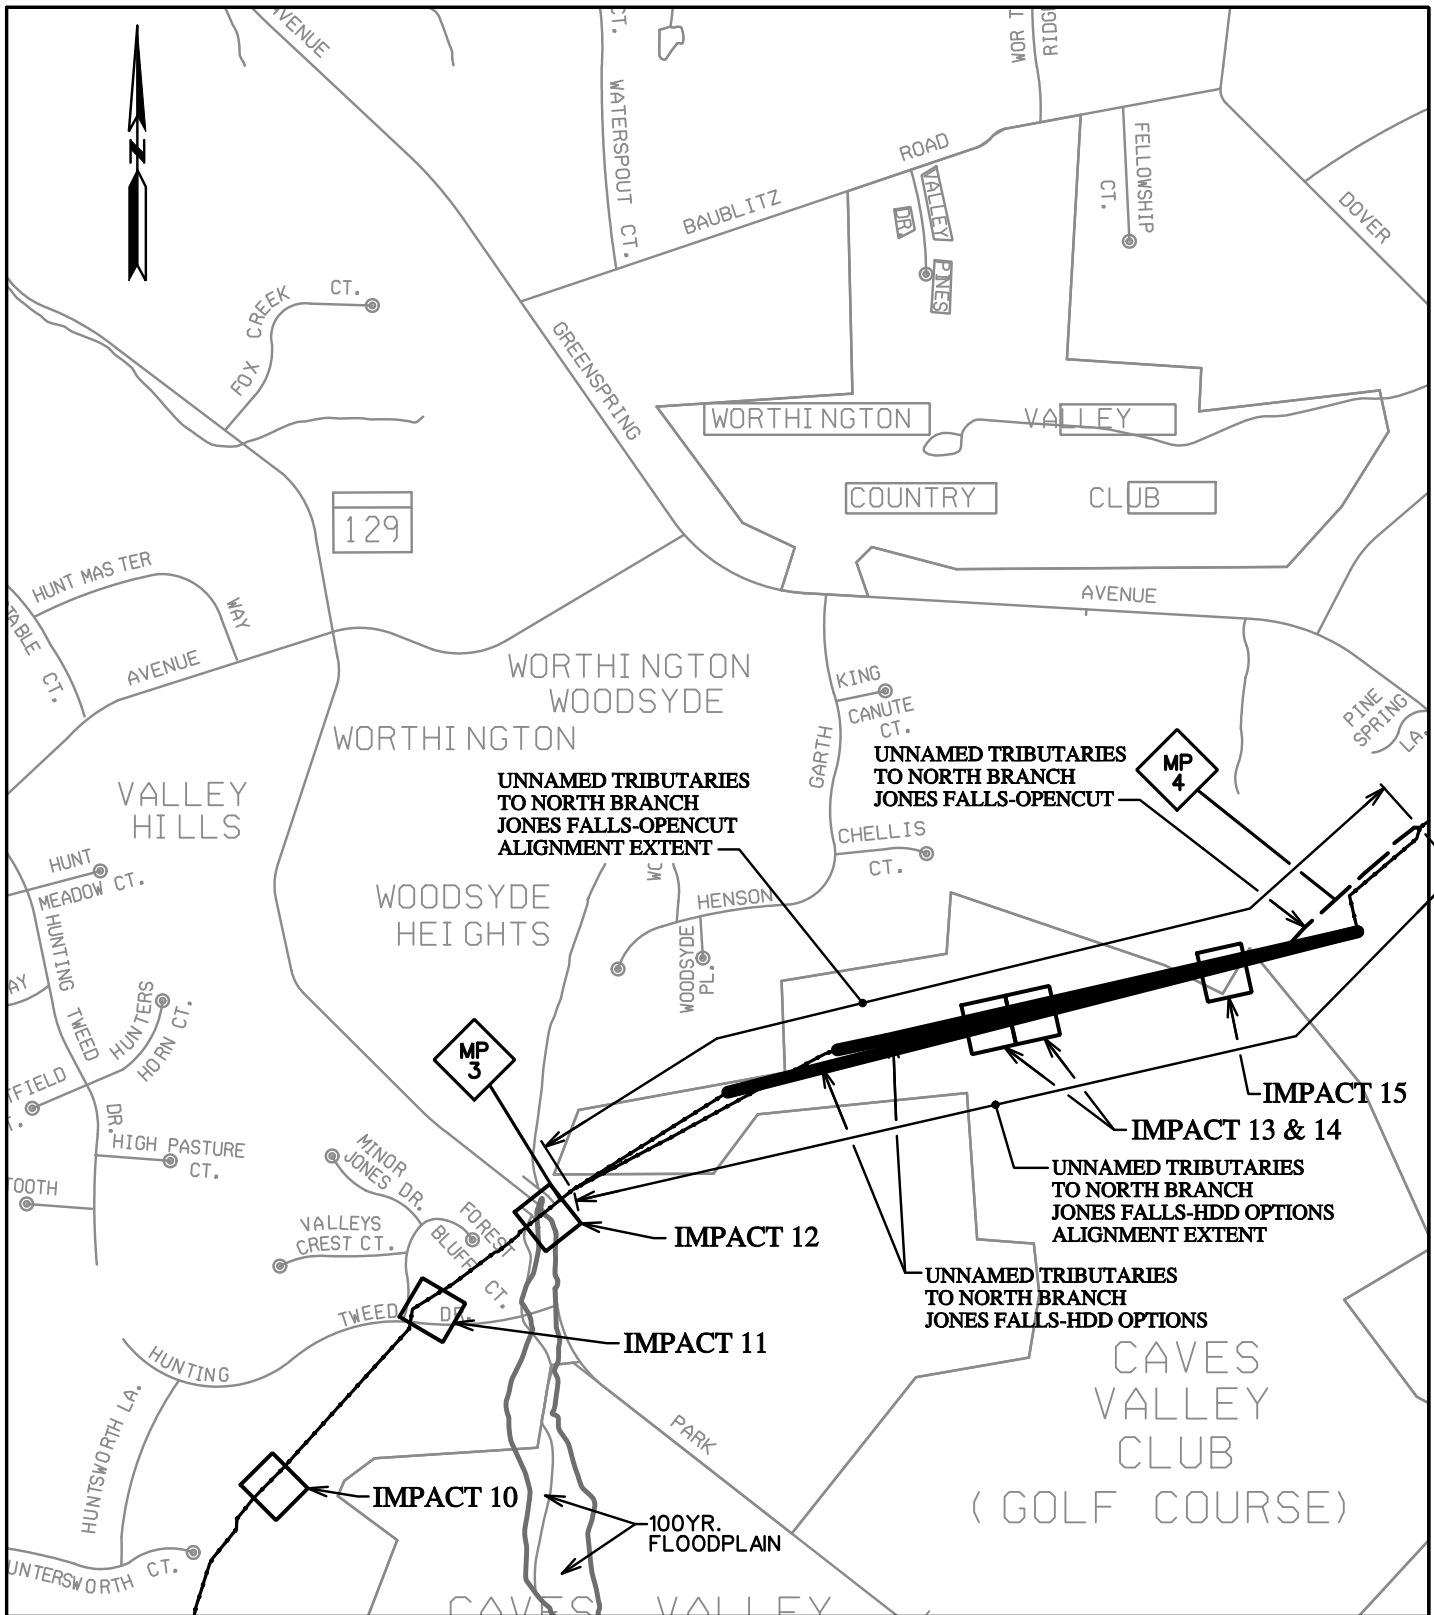 AVENUE
CT.
WATERSPOUT CT.
WOR T
RIDG
N
BAUBLITZ
ROAD
VALLEY
PINES
DR
FELLOWSHIP
CT.
DOVER
FOX CREEK CT.
GREENSPRING
WORTHINGTON VALLEY
COUNTRY CLUB
129
HUNT MASTER
WAY
TABLE CT.
AVENUE
AVENUE
WORTHINGTON
WOODSYDE
WORTHINGTON
KING
CANUTE
CT.
GARTH
PINE
SPRING
LA.
VALLEY
HILLS
UNNAMED TRIBUTARIES
TO NORTH BRANCH
JONES FALLS-OPENCUT
ALIGNMENT EXTENT
UNNAMED TRIBUTARIES
TO NORTH BRANCH
JONES FALLS-OPENCUT
MP
4
CHELLIS
CT.
HUNT
MEADOW CT.
WOODSYDE
HEIGHTS
WO
HENSON
WOODSYDE
PL.
HUNTING TWEED
DR.
AY
HUNTERS
HORN CT.
TFIELD
T.
MP
3
HIGH PASTURE
CT.
TOOTH
MINOR
JONES DR.
FOREST
BLUFF CT.
VALLEYS
CREST CT.
IMPACT 15
IMPACT 13 & 14
UNNAMED TRIBUTARIES
TO NORTH BRANCH
JONES FALLS-HDD OPTIONS
ALIGNMENT EXTENT
IMPACT 12
UNNAMED TRIBUTARIES
TO NORTH BRANCH
JONES FALLS-HDD OPTIONS
TWEED DR.
HUNTING
IMPACT 11
CAVES
VALLEY
CLUB
(GOLF COURSE)
HUNTSWORTH LA.
PARK
IMPACT 10
100YR.
FLOODPLAIN
UNTERSWORTH CT.
CAVES VALLEY